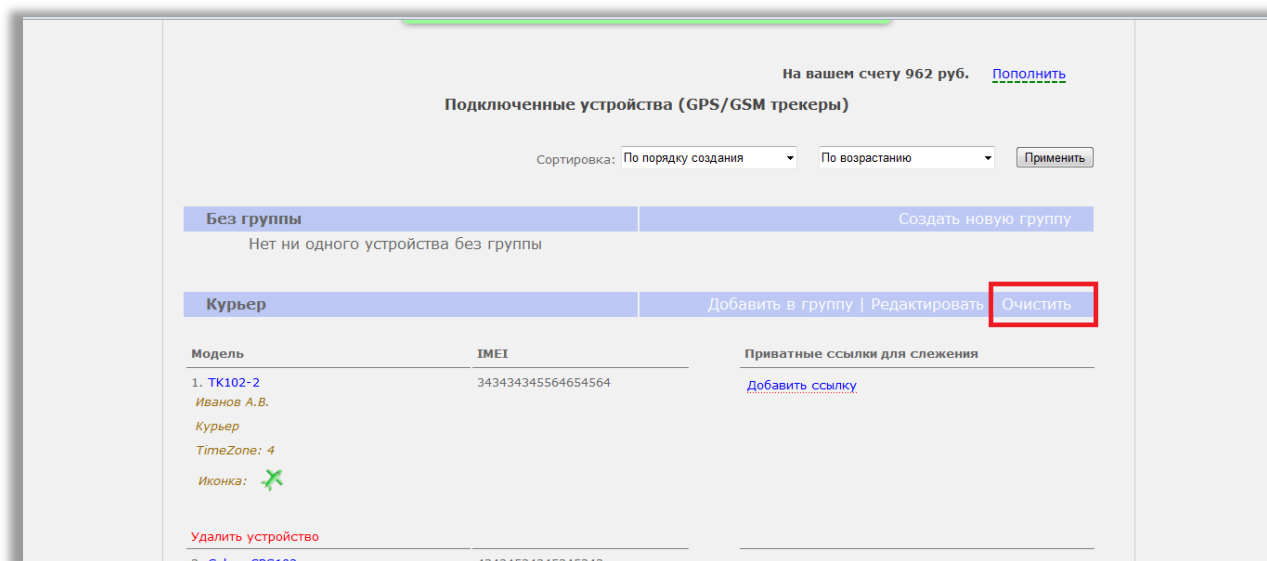 На вашем счету 962 руб. Пополнить
Подключенные устройства (GPS/GSM трекеры)
Сортировка: По порядку создания По возрастанию Применить
Без группы Создать новую группу
Нет ни одного устройства без группы
Курьер Добавить в группу | Редактировать Очистить
Модель IMEI Приватные ссылки для слежения
1. TK102-2 343434345564654564 Добавить ссылку
Иванов А.В.
Курьер
TimeZone: 4
Иконка:
Удалить устройство